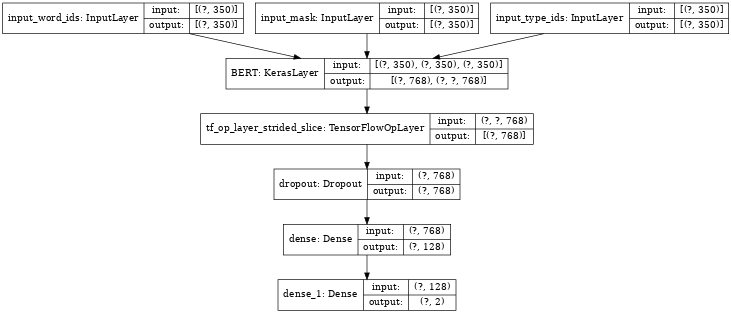 input_word_ids: InputLayer input: [(?, 350)] output: [(?, 350)]
input_mask: InputLayer input: [(?, 350)] output: [(?, 350)]
input_type_ids: InputLayer input: [(?, 350)] output: [(?, 350)]
BERT: KerasLayer input: [(?, 350), (?, 350), (?, 350)] output: [(?, 768), (?, ?, 768)]
tf_op_layer_strided_slice: TensorFlowOpLayer input: (?, ?, 768) output: [(?, 768)]
dropout: Dropout input: (?, 768) output: (?, 768)
dense: Dense input: (?, 768) output: (?, 128)
dense_1: Dense input: (?, 128) output: (?, 2)